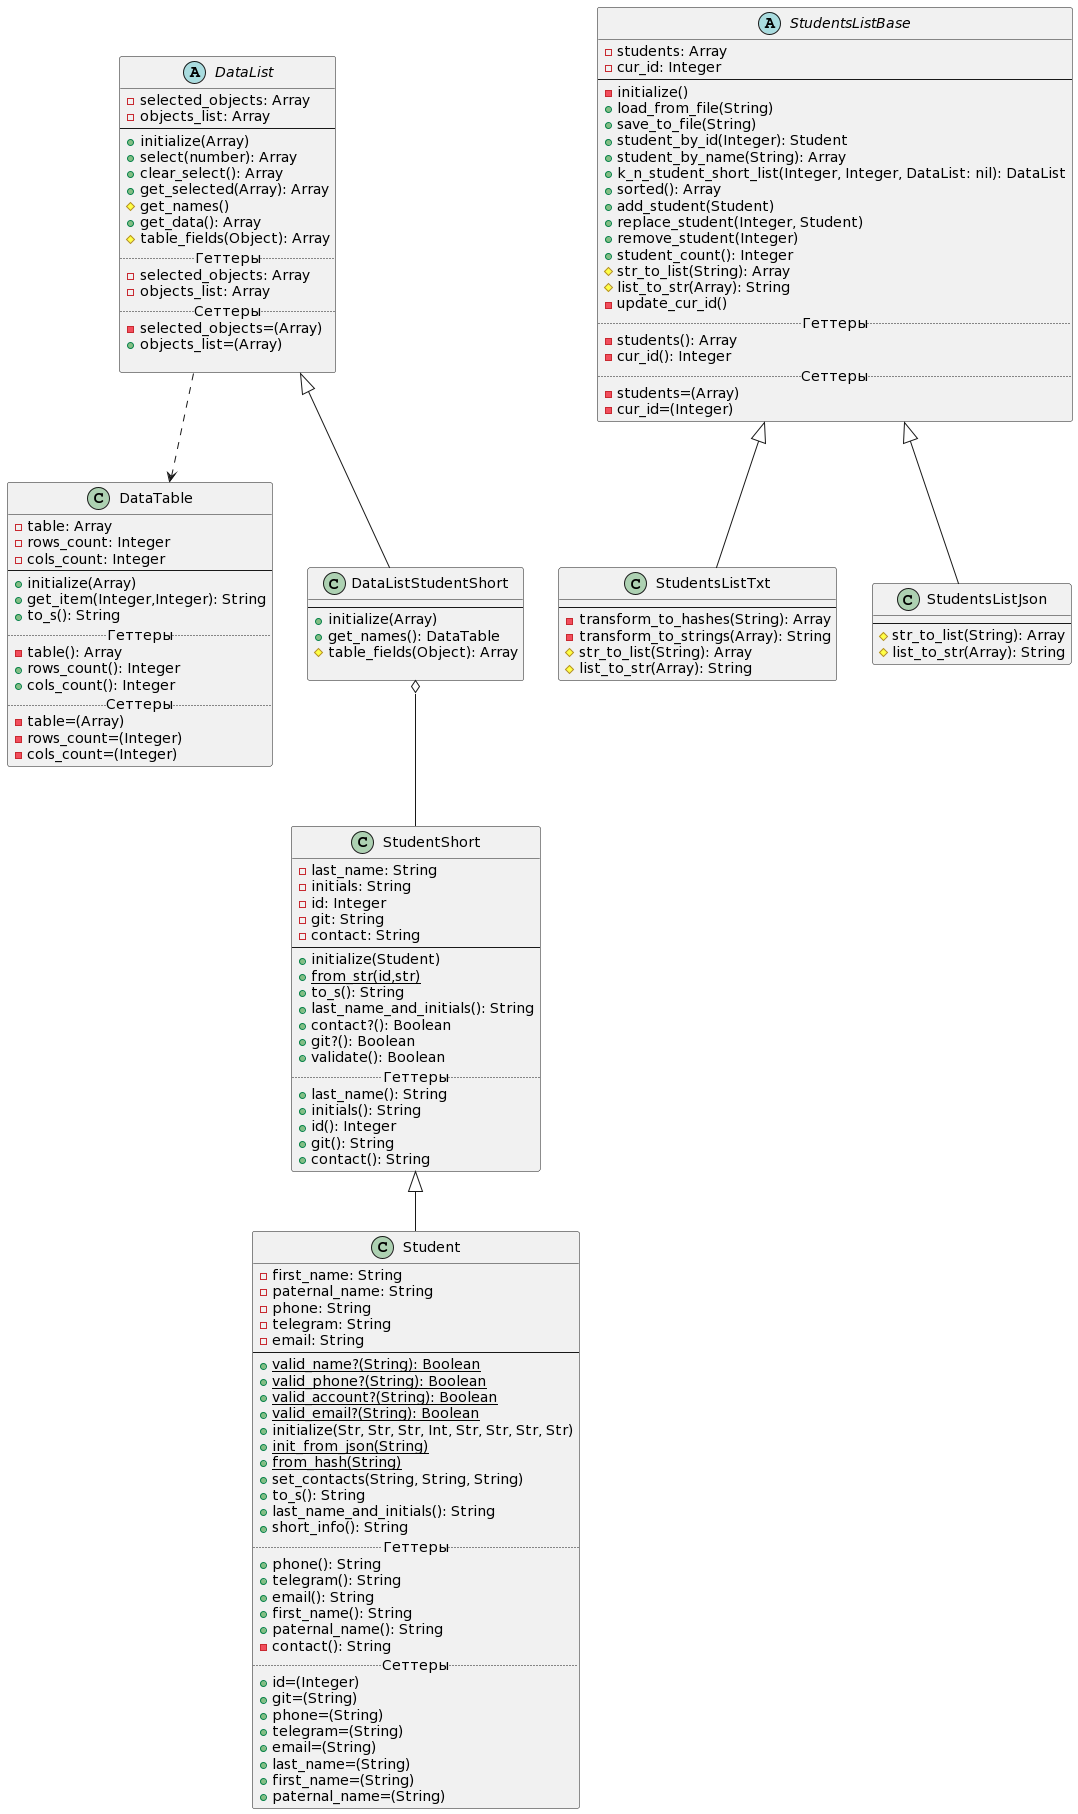 A DataList
selected_objects: Array
objects_list: Array
initialize(Array)
select(number): Array
clear_select(): Array
get_selected(Array): Array
get_names()
get_data(): Array
table_fields(Object): Array
Геттеры
selected_objects: Array
objects_list: Array
Сеттеры
selected_objects=(Array)
objects_list=(Array)
A StudentsListBase
students: Array
cur_id: Integer
initialize()
load_from_file(String)
save_to_file(String)
student_by_id(Integer): Student
student_by_name(String): Array
k_n_student_short_list(Integer, Integer, DataList: nil): DataList
sorted(): Array
add_student(Student)
replace_student(Integer, Student)
remove_student(Integer)
student_count(): Integer
str_to_list(String): Array
list_to_str(Array): String
update_cur_id()
Геттеры
students(): Array
cur_id(): Integer
Сеттеры
students=(Array)
cur_id=(Integer)
C DataTable
table: Array
rows_count: Integer
cols_count: Integer
initialize(Array)
get_item(Integer,Integer): String
to_s(): String
Геттеры
table(): Array
rows_count(): Integer
cols_count(): Integer
Сеттеры
table=(Array)
rows_count=(Integer)
cols_count=(Integer)
C DataListStudentShort
initialize(Array)
get_names(): DataTable
table_fields(Object): Array
C StudentsListTxt
transform_to_hashes(String): Array
transform_to_strings(Array): String
str_to_list(String): Array
list_to_str(Array): String
C StudentsListJson
str_to_list(String): Array
list_to_str(Array): String
C StudentShort
last_name: String
initials: String
id: Integer
git: String
contact: String
initialize(Student)
from_str(id,str)
to_s(): String
last_name_and_initials(): String
contact?(): Boolean
git?(): Boolean
validate(): Boolean
Геттеры
last_name(): String
initials(): String
id(): Integer
git(): String
contact(): String
C Student
first_name: String
paternal_name: String
phone: String
telegram: String
email: String
valid_name?(String): Boolean
valid_phone?(String): Boolean
valid_account?(String): Boolean
valid_email?(String): Boolean
initialize(Str, Str, Str, Int, Str, Str, Str, Str)
init_from_json(String)
from_hash(String)
set_contacts(String, String, String)
to_s(): String
last_name_and_initials(): String
short_info(): String
Геттеры
phone(): String
telegram(): String
email(): String
first_name(): String
paternal_name(): String
contact(): String
Сеттеры
id=(Integer)
git=(String)
phone=(String)
telegram=(String)
email=(String)
last_name=(String)
first_name=(String)
paternal_name=(String)